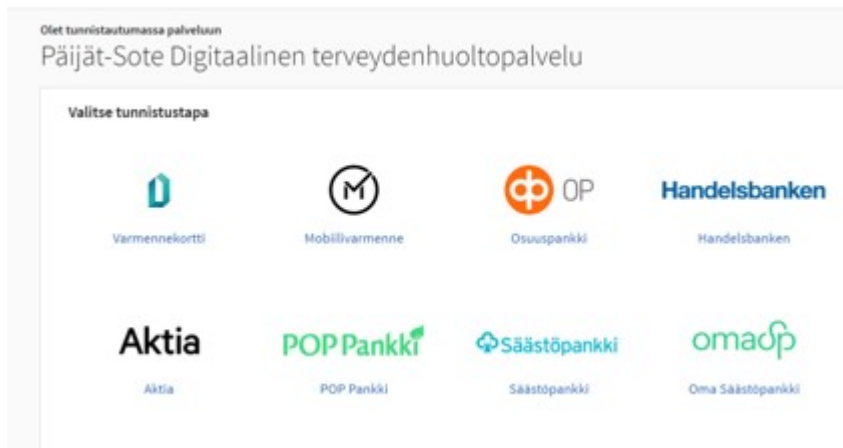 Olet tunnistautumassa palveluun
Päijät-Sote Digitaalinen terveydenhuoltopalvelu
Valitse tunnistustapa
M OP Handelsbanken
Varmennekortti Mobiilivarmenne Osuuspankki Handelsbanken
Aktia POP Pankki Säästöpankki omasp
Aktia POP Pankki Säästöpankki Oma Säästöpankki